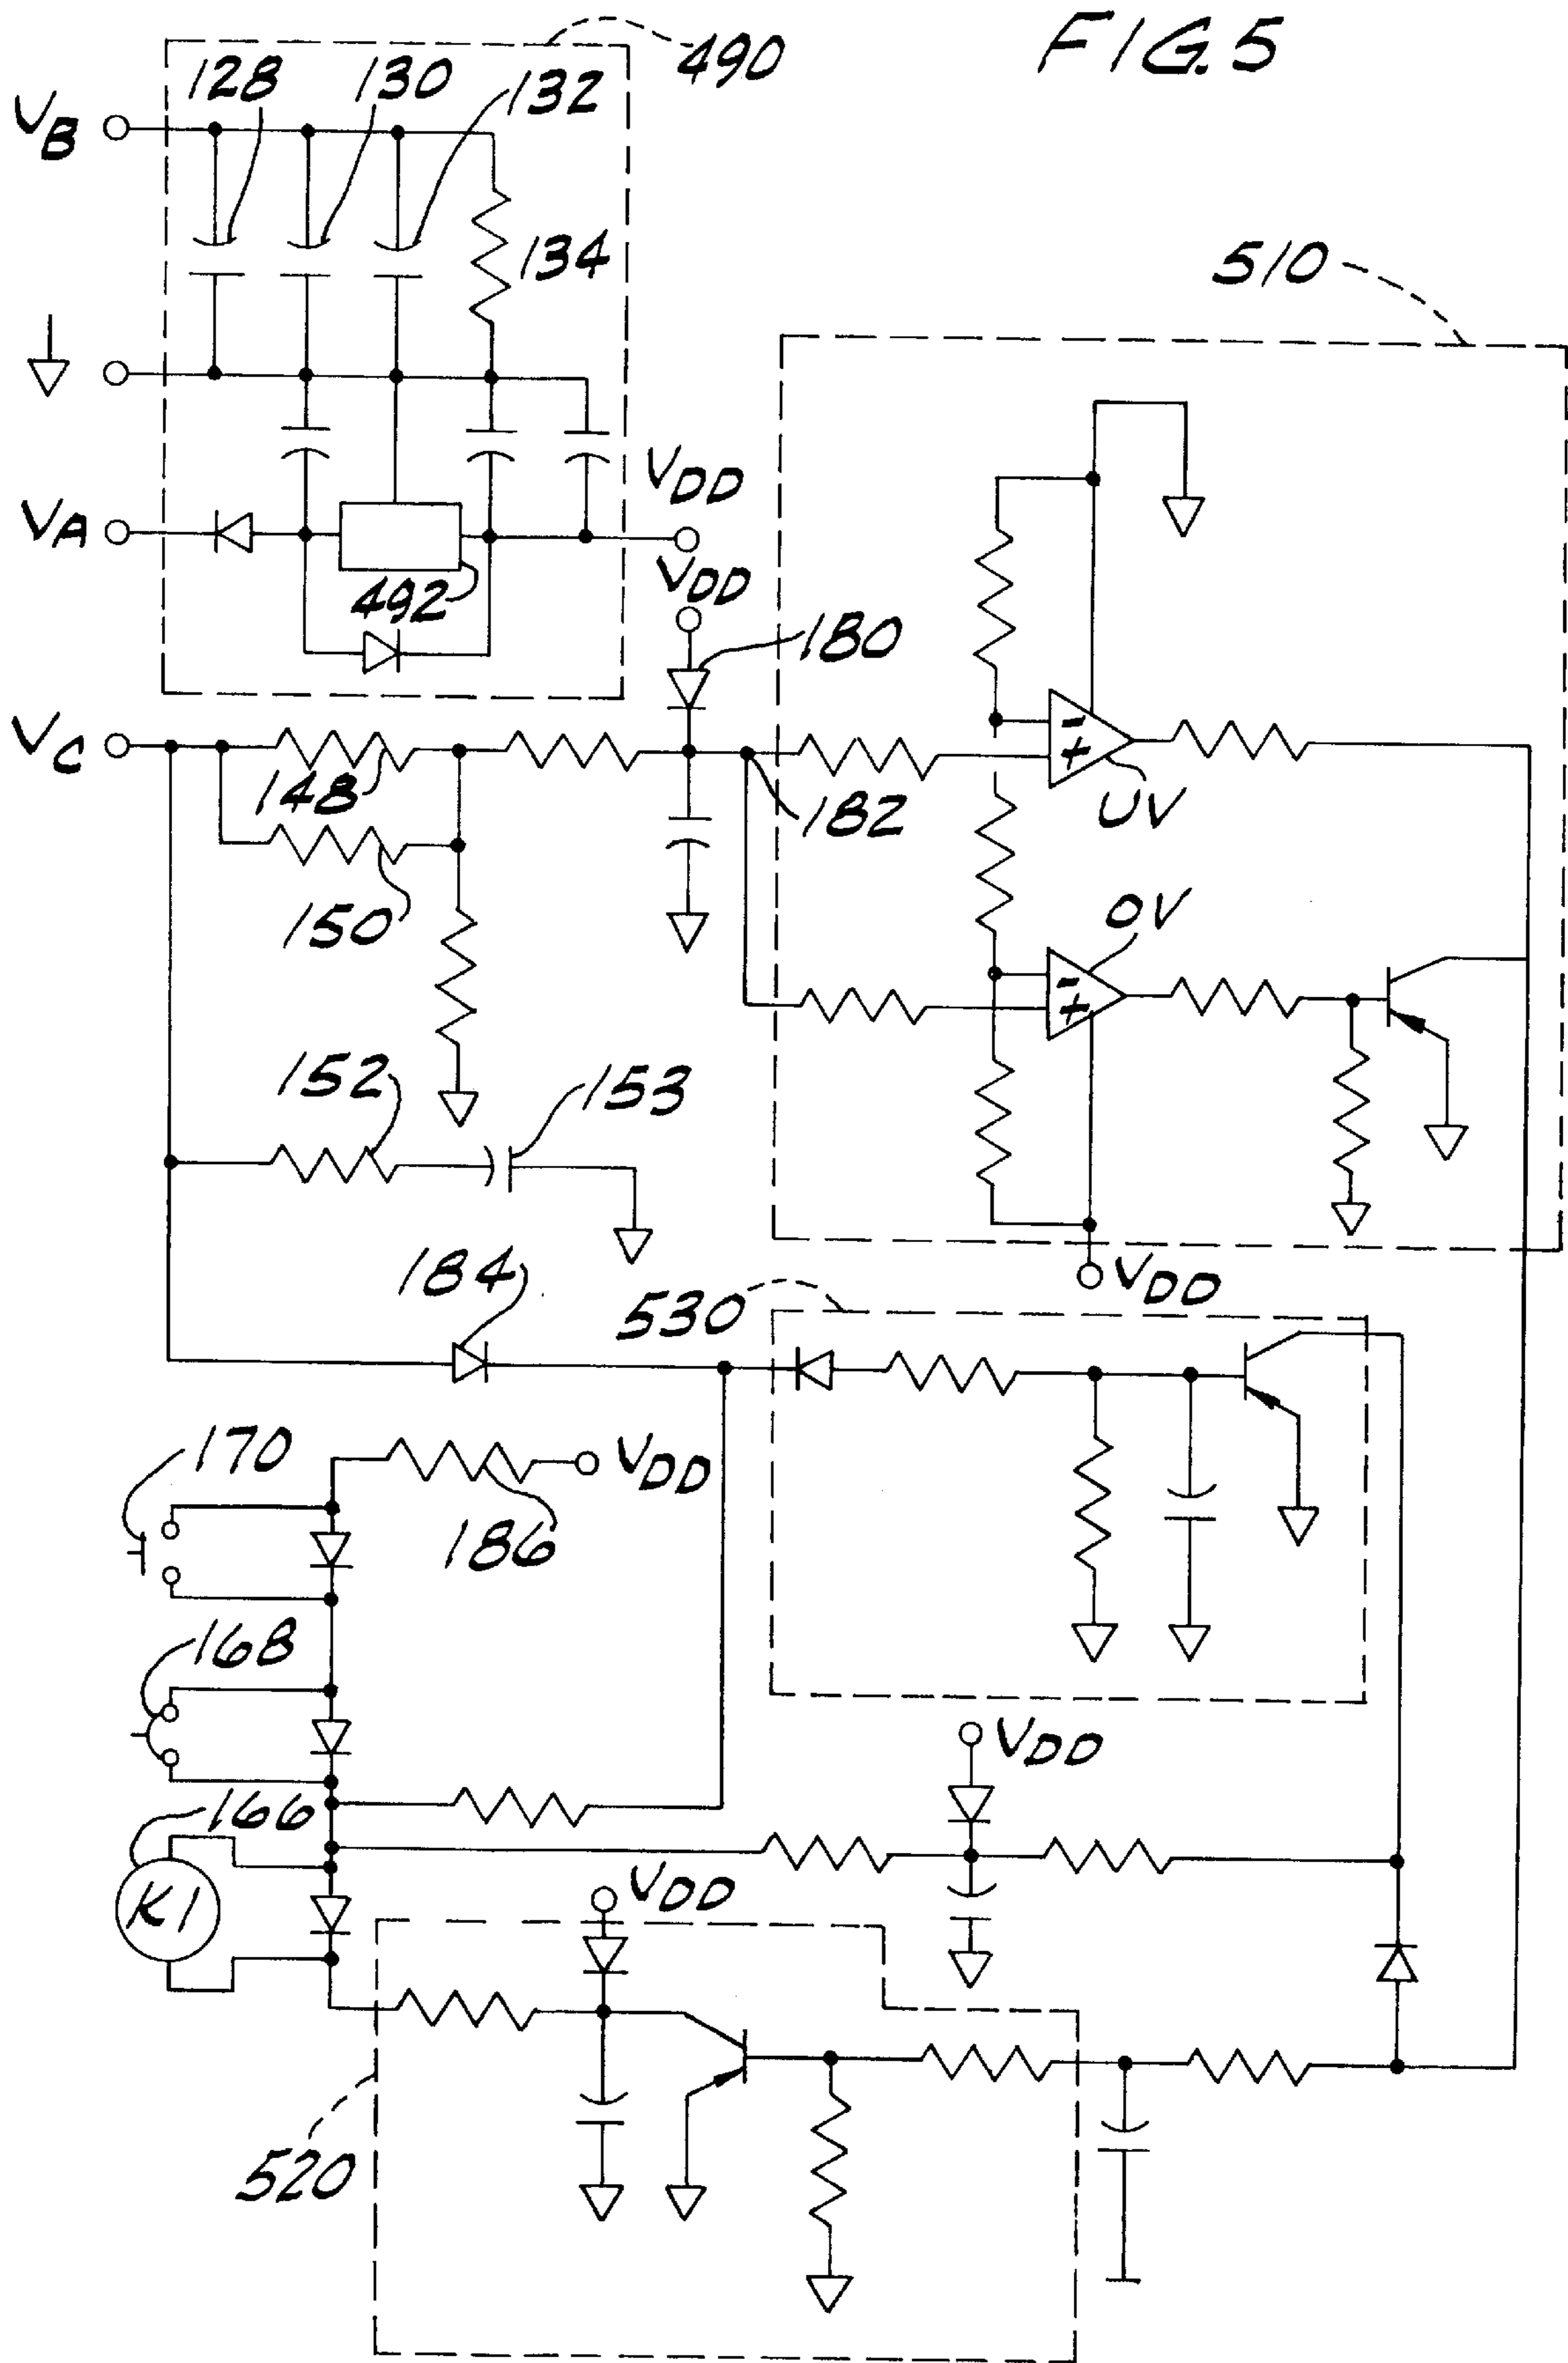 FIG. 5
490
128 130 132
VB
134
510
VDD
VA
VDD
492
180
VC
148
182
UV
150
OV
152 153
184
530
VDD
170
VDD
186
168
VDD
166
VDD
K1
520
- +
- +